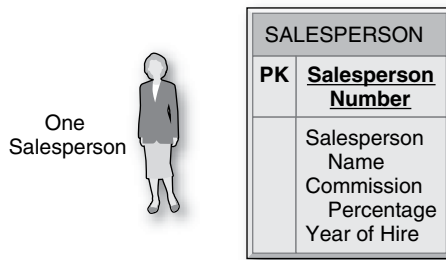 One
Salesperson
SALESPERSON
PK Salesperson
Number
Salesperson
Name
Commission
Percentage
Year of Hire